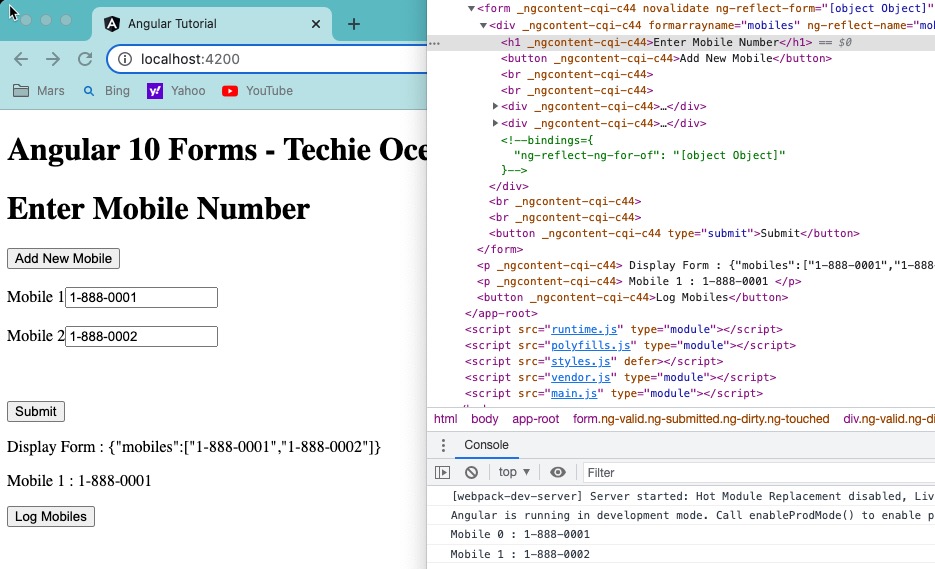 Angular Tutorial
localhost:4200
Mars Bing Yahoo YouTube
Angular 10 Forms - Techie Oce
Enter Mobile Number
Add New Mobile
Mobile 1 1-888-0001
Mobile 2 1-888-0002
Submit
Display Form : {"mobiles":["1-888-0001","1-888-0002"]}
Mobile 1 : 1-888-0001
Log Mobiles
▼<form _ngcontent-cqi-c44 novalidate ng-reflect-form="[object Object]"
▼<div _ngcontent-cqi-c44 formarrayname="mobiles" ng-reflect-name="mob
<h1 _ngcontent-cqi-c44>Enter Mobile Number</h1> == $0
<button _ngcontent-cqi-c44>Add New Mobile</button>
<br _ngcontent-cqi-c44>
<br _ngcontent-cqi-c44>
▶<div _ngcontent-cqi-c44>…</div>
▶<div _ngcontent-cqi-c44>…</div>
<!--bindings={
"ng-reflect-ng-for-of": "[object Object]"
}-->
</div>
<br _ngcontent-cqi-c44>
<br _ngcontent-cqi-c44>
<button _ngcontent-cqi-c44 type="submit">Submit</button>
</form>
<p _ngcontent-cqi-c44> Display Form : {"mobiles":["1-888-0001","1-888
<p _ngcontent-cqi-c44> Mobile 1 : 1-888-0001 </p>
<button _ngcontent-cqi-c44>Log Mobiles</button>
</app-root>
<script src="runtime.js" type="module"></script>
<script src="polyfills.js" type="module"></script>
<script src="styles.js" defer></script>
<script src="vendor.js" type="module"></script>
<script src="main.js" type="module"></script>
html body app-root form.ng-valid.ng-submitted.ng-dirty.ng-touched div.ng-valid.ng-di
Console
top ▼ Filter
[webpack-dev-server] Server started: Hot Module Replacement disabled, Liv
Angular is running in development mode. Call enableProdMode() to enable p
Mobile 0 : 1-888-0001
Mobile 1 : 1-888-0002